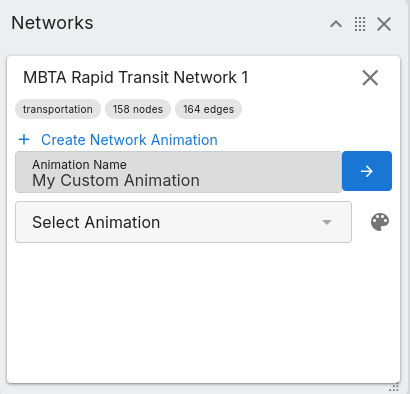 Networks
MBTA Rapid Transit Network 1
transportation 158 nodes 164 edges
+ Create Network Animation
Animation Name
My Custom Animation
Select Animation